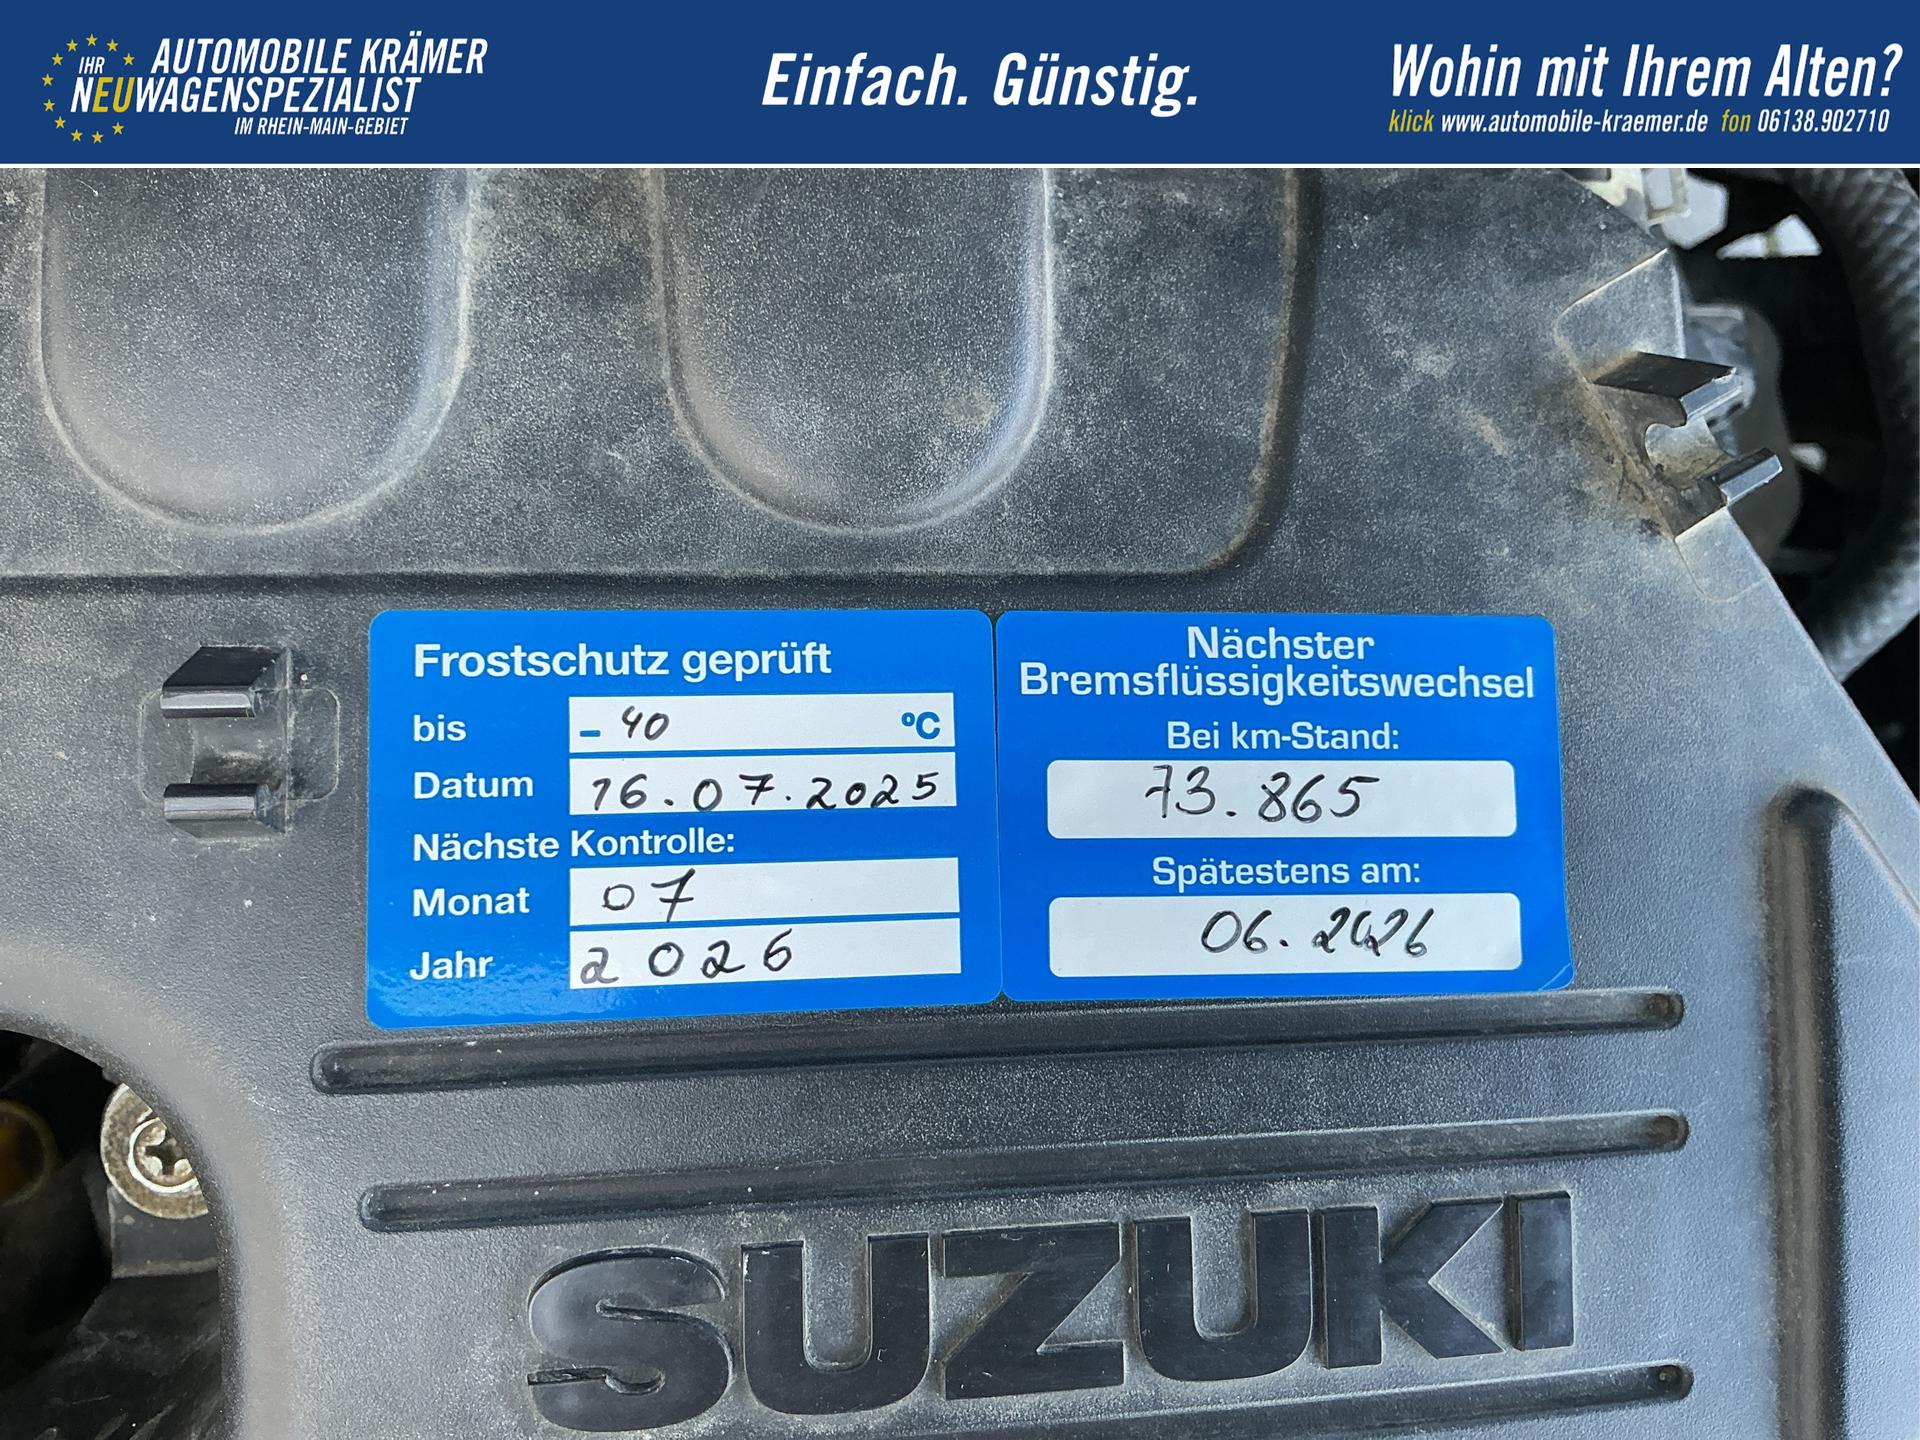 IHR AUTOMOBILE KRÄMER
NEUWAGENSPEZIALIST
IM RHEIN-MAIN-GEBIET
Einfach. Günstig.
Wohin mit Ihrem Alten?
klick www.automobile-kraemer.de fon 06138.902710
Frostschutz geprüft
bis - 40 °C
Datum 16.07.2025
Nächste Kontrolle:
Monat 07
Jahr 2026
Nächster
Bremsflüssigkeitswechsel
Bei km-Stand:
73.865
Spätestens am:
06.2026
SUZUKI